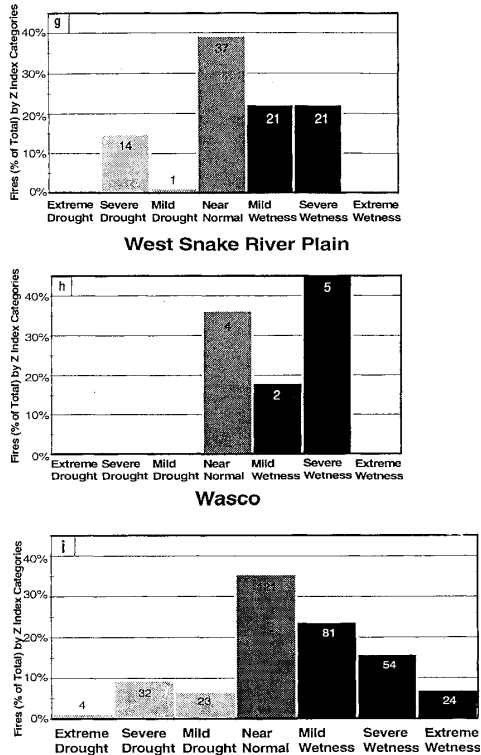 g
Fires (% of Total) by Z Index Categories
40%
30%
20%
10%
0%
14
1
37
21
21
Extreme Severe Mild Near Mild Severe Extreme
Drought Drought Drought Normal Wetness Wetness Wetness
West Snake River Plain
h
Fires (% of Total) by Z Index Categories
40%
30%
20%
10%
0%
4
2
5
Extreme Severe Mild Near Mild Severe Extreme
Drought Drought Drought Normal Wetness Wetness Wetness
Wasco
i
Fires (% of Total) by Z Index Categories
40%
30%
20%
10%
0%
4
32
23
81
54
24
Extreme Severe Mild Near Mild Severe Extreme
Drought Drought Drought Normal Wetness Wetness Wetness